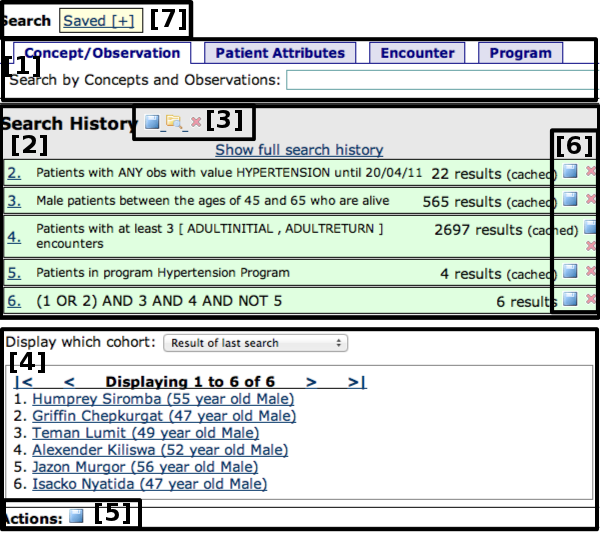 Search Saved [+] [7]
Concept/Observation Patient Attributes Encounter Program
[1]
Search by Concepts and Observations:
Search History [3]
[2] Show full search history [6]
2. Patients with ANY obs with value HYPERTENSION until 20/04/11 22 results (cached)
3. Male patients between the ages of 45 and 65 who are alive 565 results (cached)
4. Patients with at least 3 [ ADULTINITIAL , ADULTRETURN ] 2697 results (cached)
encounters
5. Patients in program Hypertension Program 4 results (cached)
6. (1 OR 2) AND 3 AND 4 AND NOT 5 6 results
Display which cohort: Result of last search
[4]
|< < Displaying 1 to 6 of 6 > >|
1. Humprey Siromba (55 year old Male)
2. Griffin Chepkurgat (47 year old Male)
3. Teman Lumit (49 year old Male)
4. Alexender Kiliswa (52 year old Male)
5. Jazon Murgor (56 year old Male)
6. Isacko Nyatida (47 year old Male)
Actions: [5]